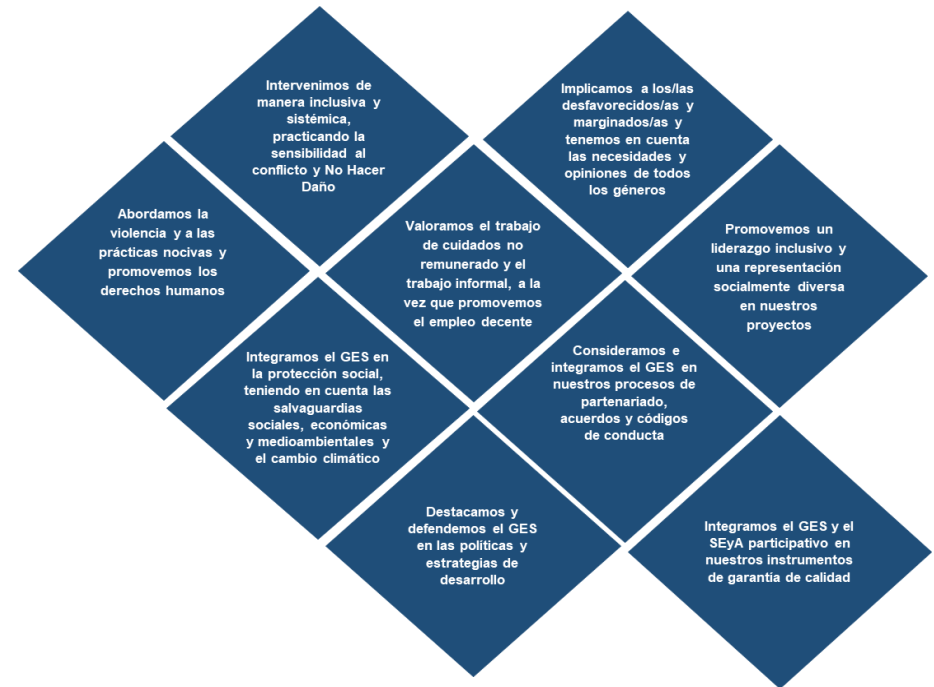 Intervenimos de
manera inclusiva y
sistémica,
practicando la
sensibilidad al
conflicto y No Hacer
Daño
Implicamos a los/las
desfavorecidos/as y
marginados/as y
tenemos en cuenta
las necesidades y
opiniones de todos
los géneros
Abordamos la
violencia y a las
prácticas nocivas y
promovemos los
derechos humanos
Valoramos el trabajo
de cuidados no
remunerado y el
trabajo informal, a la
vez que promovemos
el empleo decente
Promovemos un
liderazgo inclusivo y
una representación
socialmente diversa
en nuestros
proyectos
Integramos el GES en
la protección social,
teniendo en cuenta las
salvaguardias
sociales, económicas
y medioambientales y
el cambio climático
Consideramos e
integramos el GES en
nuestros procesos de
partenariado,
acuerdos y códigos
de conducta
Destacamos y
defendemos el GES
en las políticas y
estrategias de
desarrollo
Integramos el GES y el
SEyA participativo en
nuestros instrumentos
de garantía de calidad